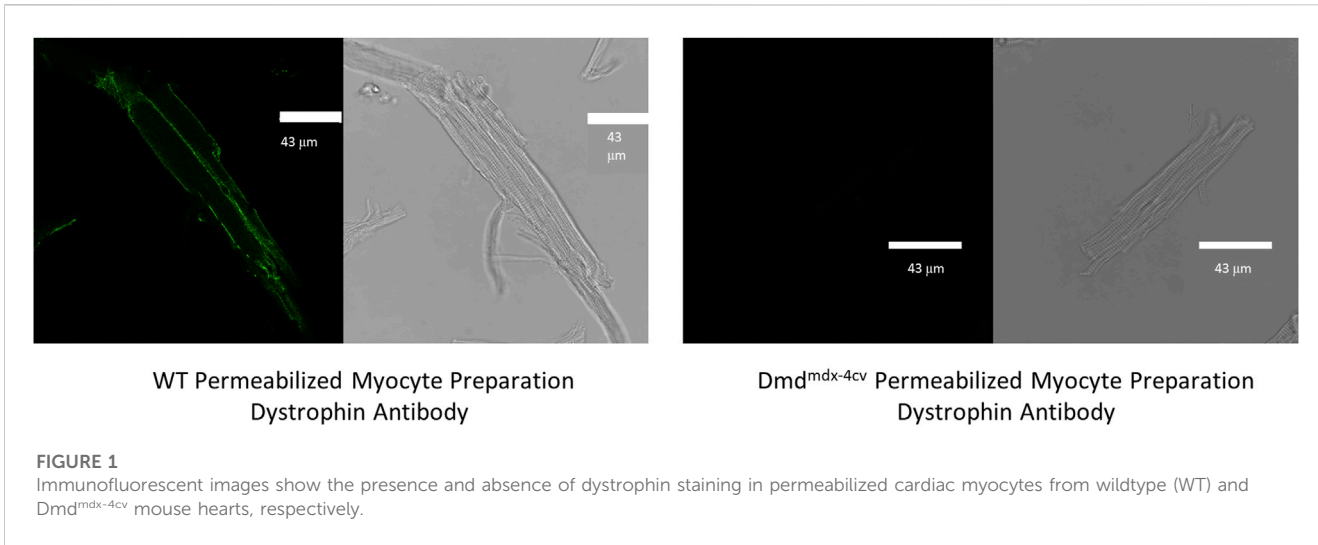 43 μm
43
μm
43 μm
43 μm
WT Permeabilized Myocyte Preparation
Dystrophin Antibody
Dmdmdx-4cv Permeabilized Myocyte Preparation
Dystrophin Antibody
FIGURE 1
Immunofluorescent images show the presence and absence of dystrophin staining in permeabilized cardiac myocytes from wildtype (WT) and
Dmdmdx-4cv mouse hearts, respectively.